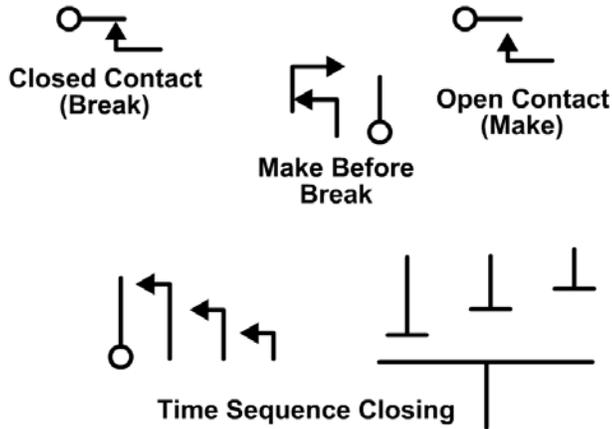 Closed Contact
(Break)
Open Contact
(Make)
Make Before
Break
Time Sequence Closing